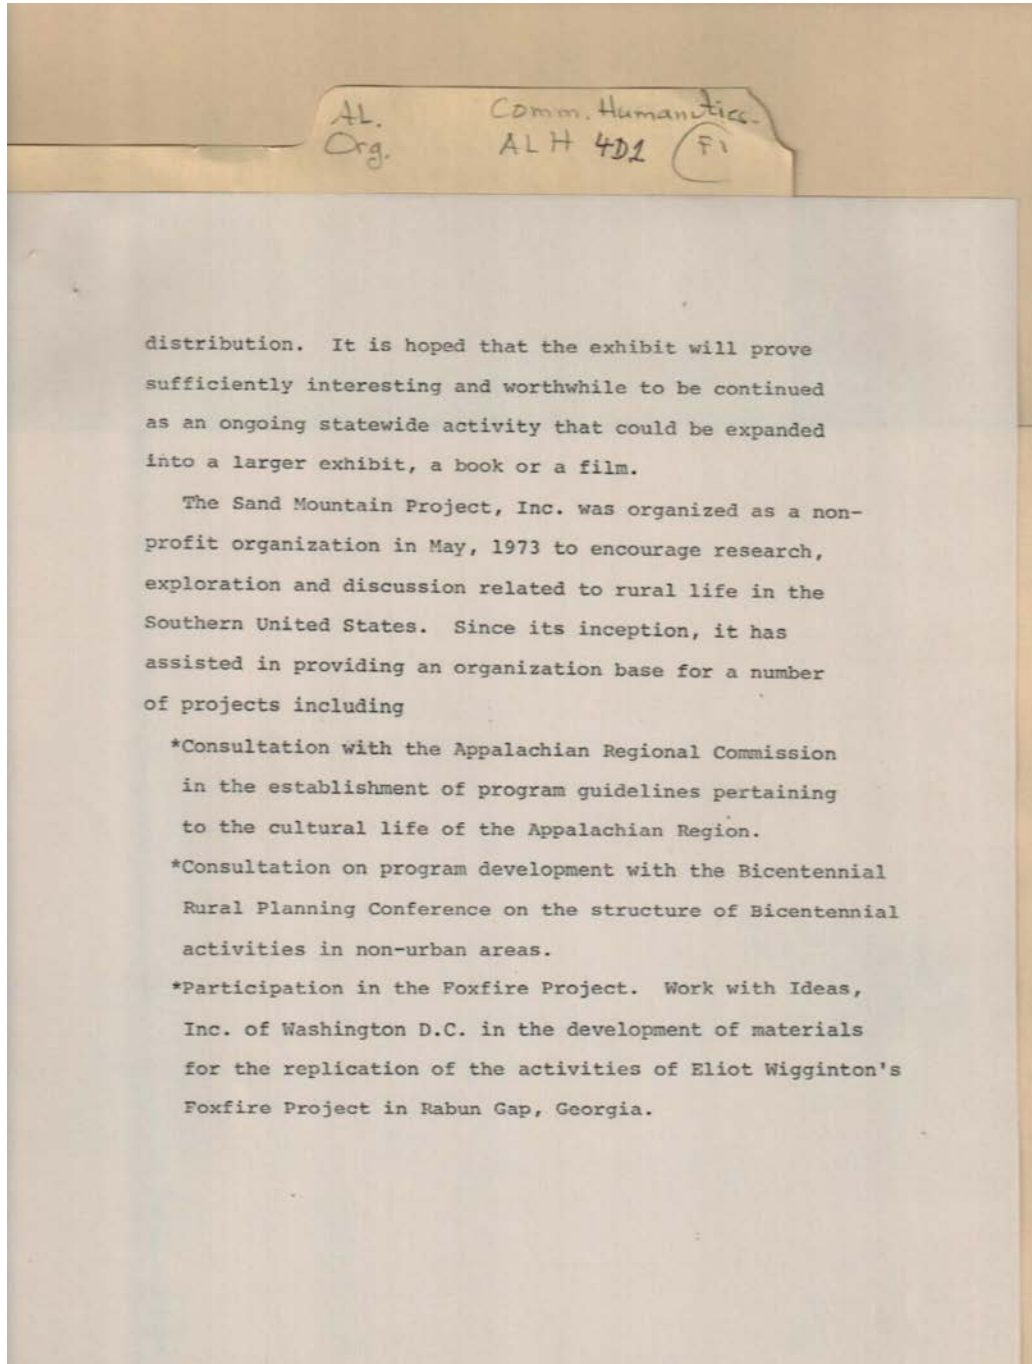 AL. Comm. Humanities.
Org. ALH 4D1 F1
distribution. It is hoped that the exhibit will prove
sufficiently interesting and worthwhile to be continued
as an ongoing statewide activity that could be expanded
into a larger exhibit, a book or a film.
The Sand Mountain Project, Inc. was organized as a non-
profit organization in May, 1973 to encourage research,
exploration and discussion related to rural life in the
Southern United States. Since its inception, it has
assisted in providing an organization base for a number
of projects including
*Consultation with the Appalachian Regional Commission
in the establishment of program guidelines pertaining
to the cultural life of the Appalachian Region.
*Consultation on program development with the Bicentennial
Rural Planning Conference on the structure of Bicentennial
activities in non-urban areas.
*Participation in the Foxfire Project. Work with Ideas,
Inc. of Washington D.C. in the development of materials
for the replication of the activities of Eliot Wigginton's
Foxfire Project in Rabun Gap, Georgia.